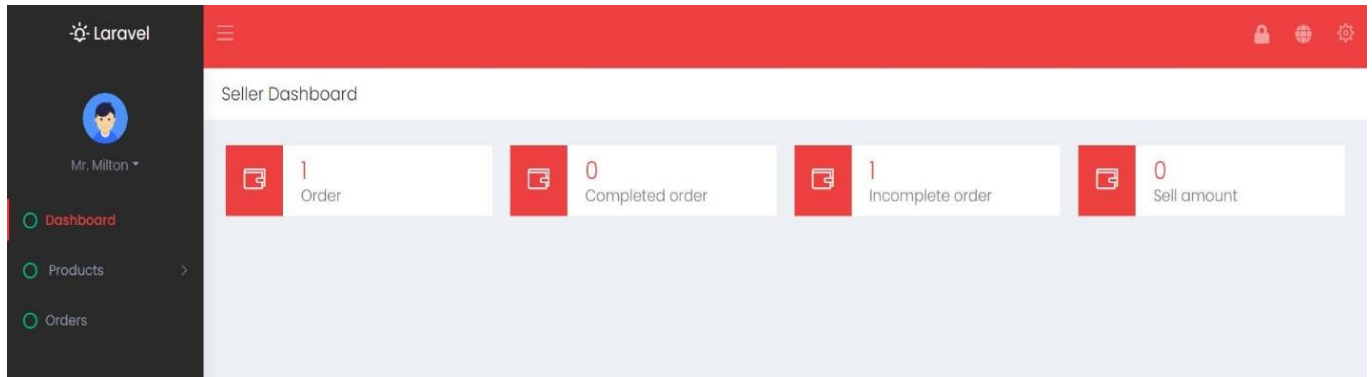 Laravel
Mr. Milton
Dashboard
Products
Orders
Seller Dashboard
1
Order
0
Completed order
1
Incomplete order
0
Sell amount